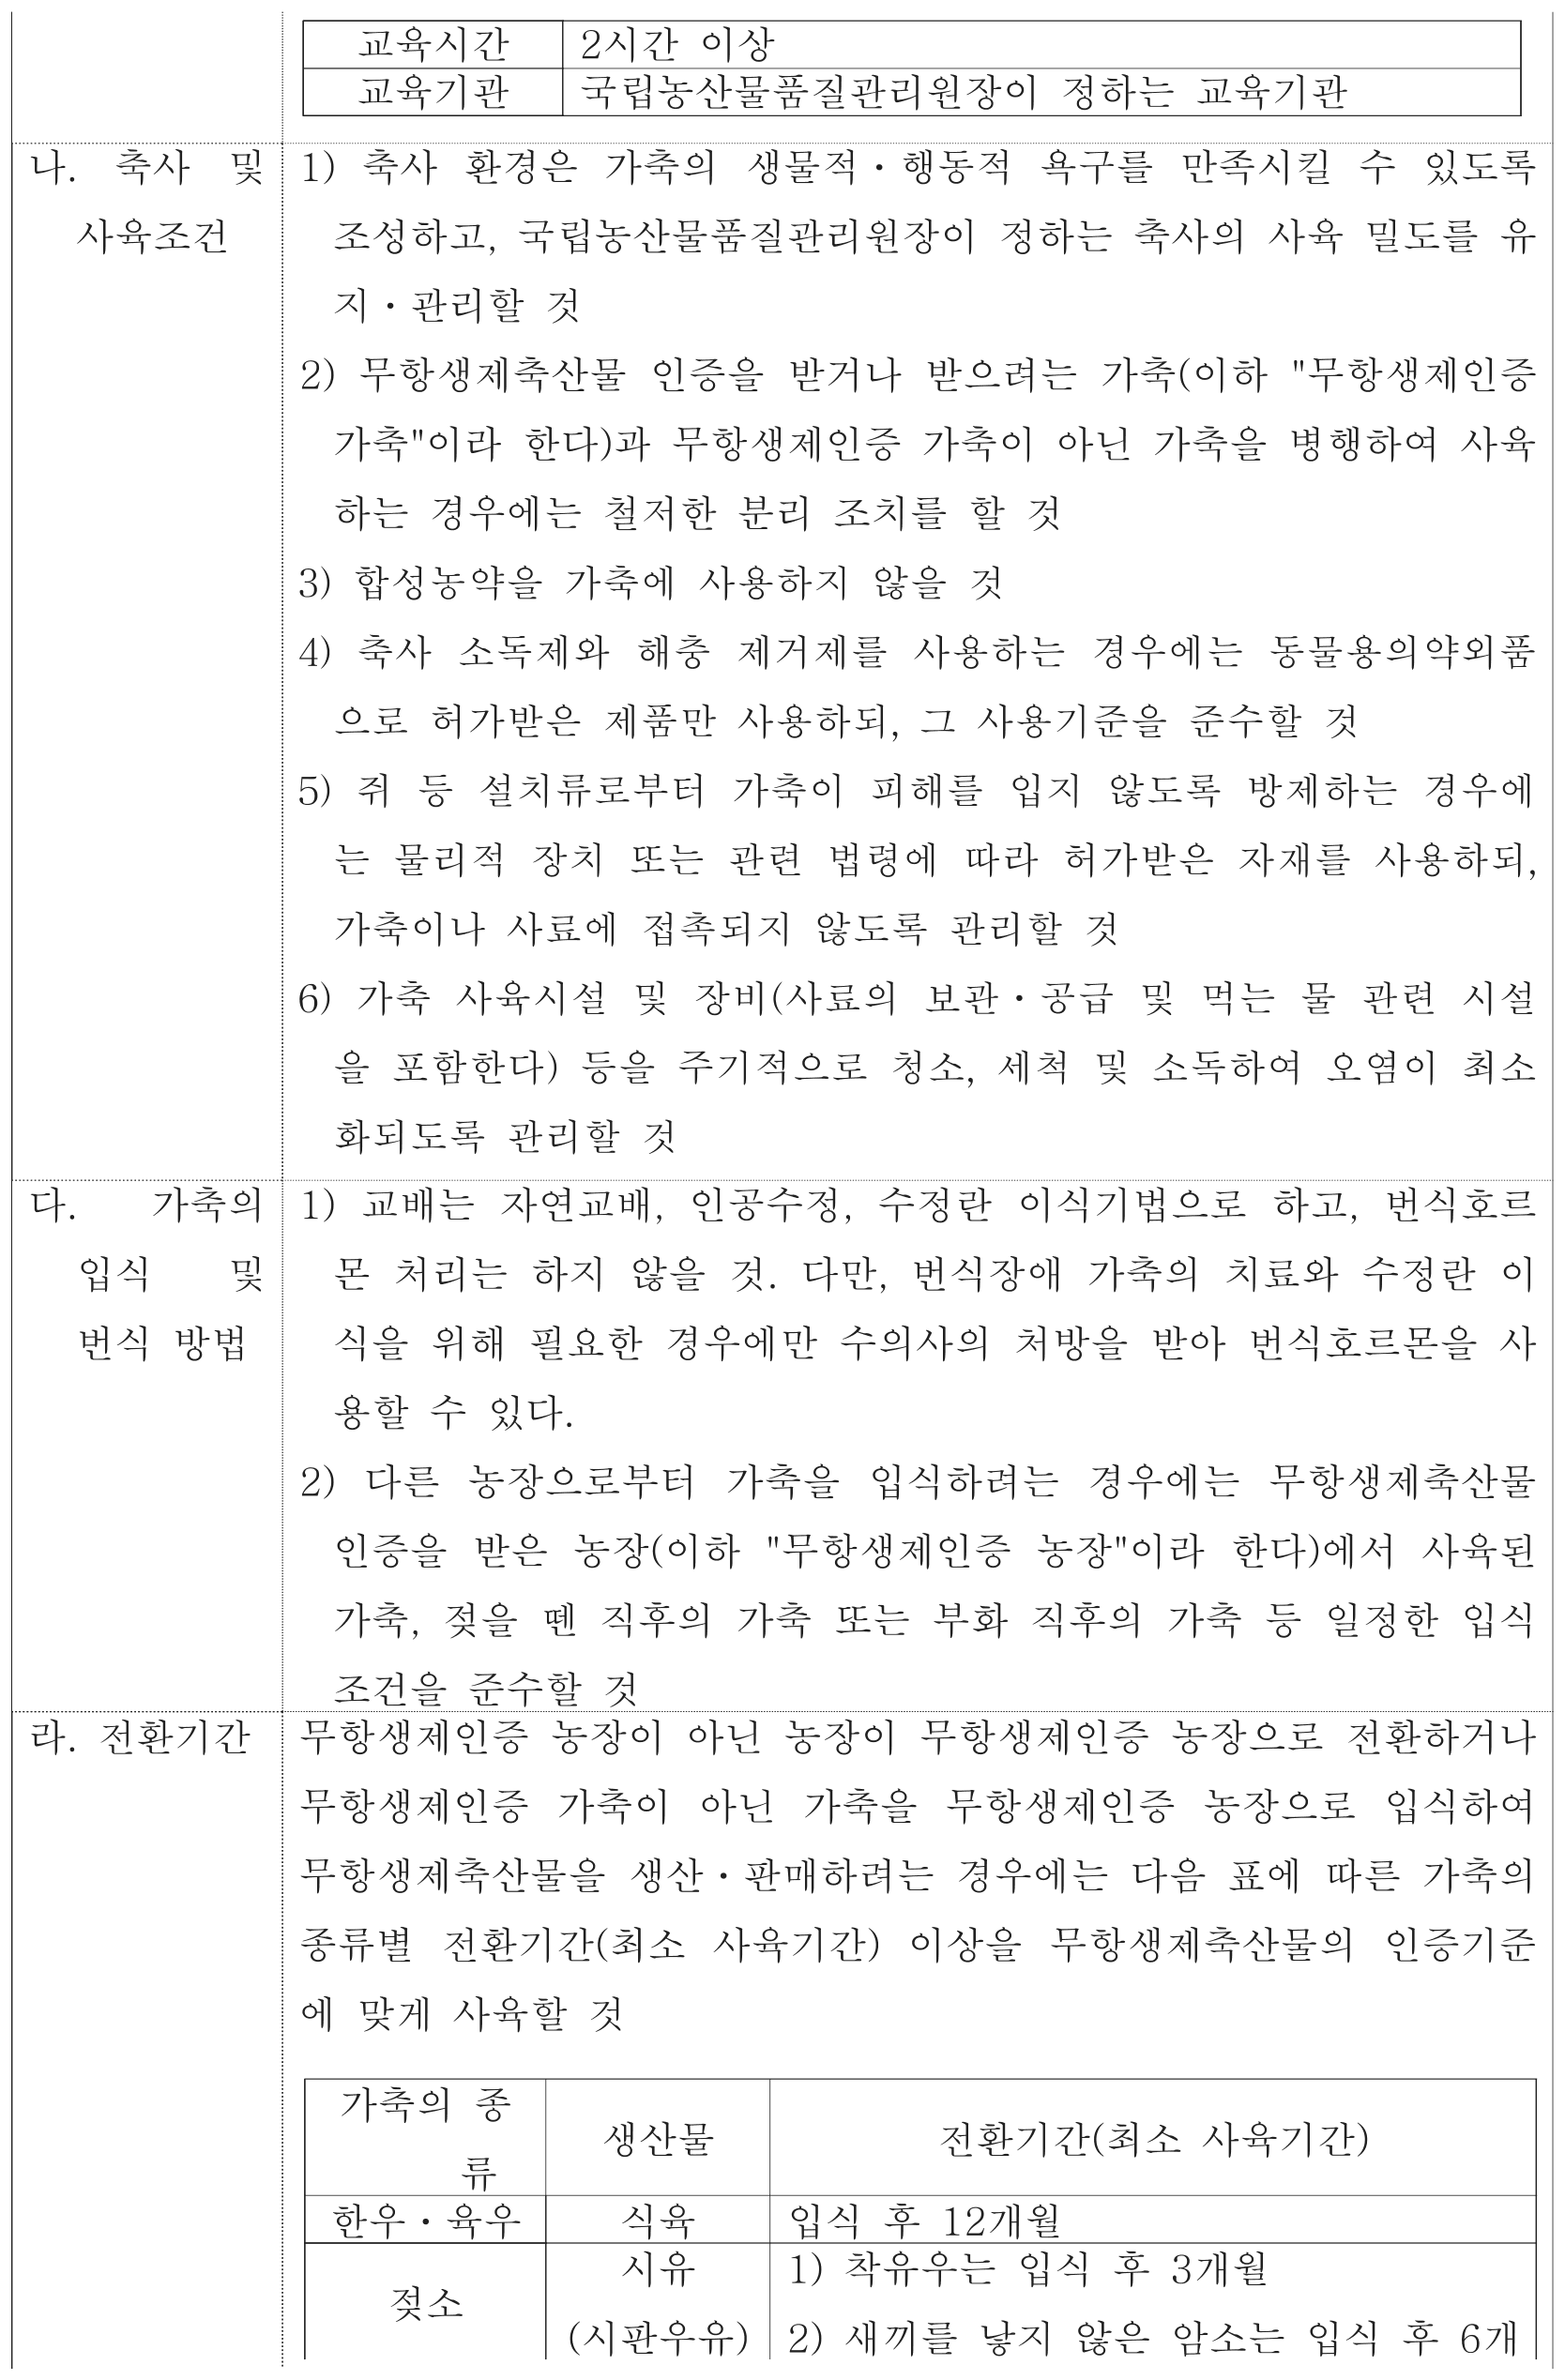 교육시간 2시간 이상
교육기관 국립농산물품질관리원장이 정하는 교육기관
나. 축사 및 1) 축사 환경은 가축의 생물적·행동적 욕구를 만족시킬 수 있도록
사육조건 조성하고, 국립농산물품질관리원장이 정하는 축사의 사육 밀도를 유
지·관리할 것
2) 무항생제축산물 인증을 받거나 받으려는 가축(이하 "무항생제인증
가축"이라 한다)과 무항생제인증 가축이 아닌 가축을 병행하여 사육
하는 경우에는 철저한 분리 조치를 할 것
3) 합성농약을 가축에 사용하지 않을 것
4) 축사 소독제와 해충 제거제를 사용하는 경우에는 동물용의약외품
으로 허가받은 제품만 사용하되, 그 사용기준을 준수할 것
5) 쥐 등 설치류로부터 가축이 피해를 입지 않도록 방제하는 경우에
는 물리적 장치 또는 관련 법령에 따라 허가받은 자재를 사용하되,
가축이나 사료에 접촉되지 않도록 관리할 것
6) 가축 사육시설 및 장비(사료의 보관·공급 및 먹는 물 관련 시설
을 포함한다) 등을 주기적으로 청소, 세척 및 소독하여 오염이 최소
화되도록 관리할 것
다. 가축의 1) 교배는 자연교배, 인공수정, 수정란 이식기법으로 하고, 번식호르
입식 및 몬 처리는 하지 않을 것. 다만, 번식장애 가축의 치료와 수정란 이
번식 방법 식을 위해 필요한 경우에만 수의사의 처방을 받아 번식호르몬을 사
용할 수 있다.
2) 다른 농장으로부터 가축을 입식하려는 경우에는 무항생제축산물
인증을 받은 농장(이하 "무항생제인증 농장"이라 한다)에서 사육된
가축, 젖을 뗀 직후의 가축 또는 부화 직후의 가축 등 일정한 입식
조건을 준수할 것
라. 전환기간 무항생제인증 농장이 아닌 농장이 무항생제인증 농장으로 전환하거나
무항생제인증 가축이 아닌 가축을 무항생제인증 농장으로 입식하여
무항생제축산물을 생산·판매하려는 경우에는 다음 표에 따른 가축의
종류별 전환기간(최소 사육기간) 이상을 무항생제축산물의 인증기준
에 맞게 사육할 것
가축의 종
류 생산물 전환기간(최소 사육기간)
한우·육우 식육 입식 후 12개월
젖소 시유 1) 착유우는 입식 후 3개월
(시판우유) 2) 새끼를 낳지 않은 암소는 입식 후 6개